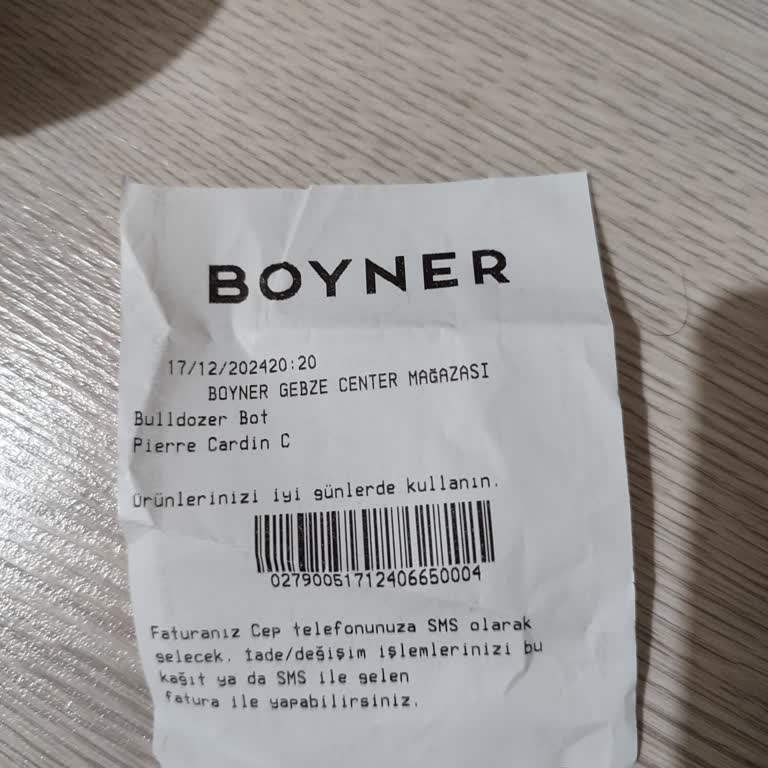 BOYNER
17/12/202420:20
BOYNER GEBZE CENTER MAĞAZASI
Bulldozer Bot
Pierre Cardin C
Ürünlerinizi iyi günlerde kullanın.
02790051712406650004
Faturanız Cep telefonunuza SMS olarak
gelecek. İade/değişim işlemlerinizi bu
kağıt ya da SMS ile gelen
fatura ile yapabilirsiniz.